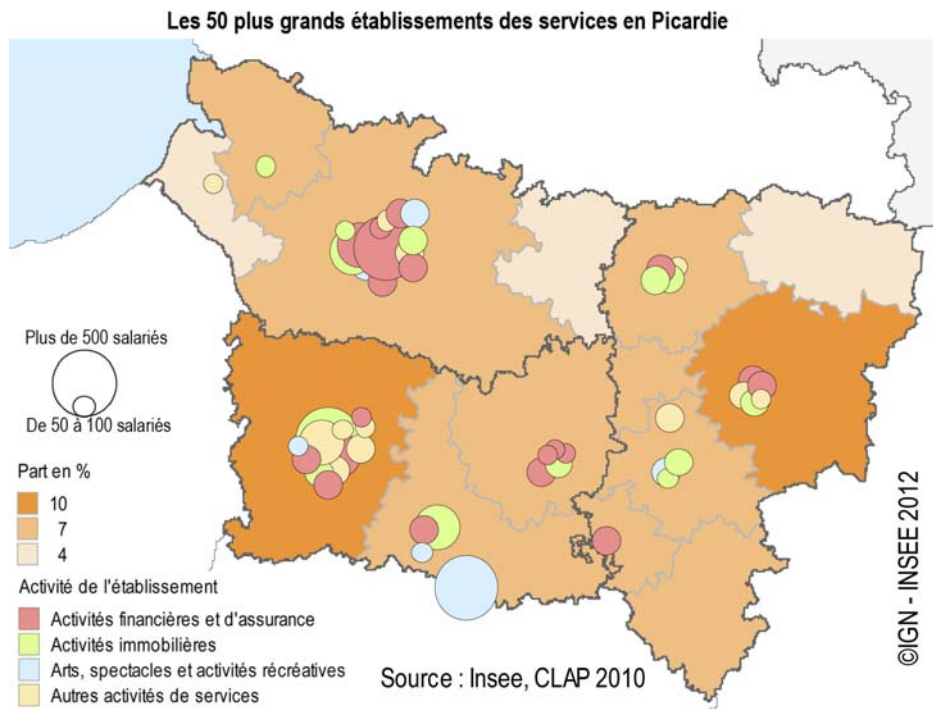 Les 50 plus grands établissements des services en Picardie
Plus de 500 salariés
De 50 à 100 salariés
Part en %
10
7
4
Activité de l'établissement
Activités financières et d'assurance
Activités immobilières
Arts, spectacles et activités récréatives
Autres activités de services
Source : Insee, CLAP 2010
©IGN - INSEE 2012